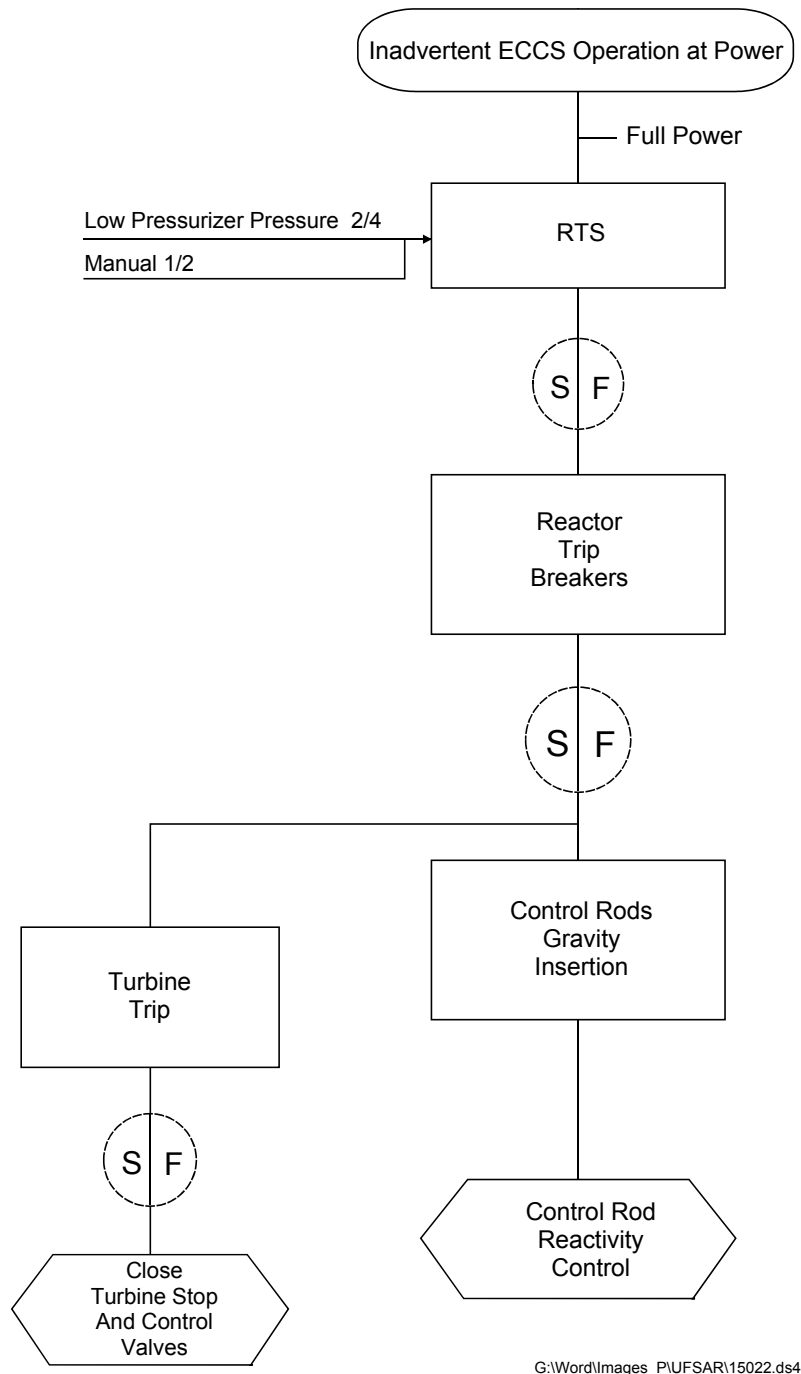 Inadvertent ECCS Operation at Power
Full Power
Low Pressurizer Pressure 2/4
Manual 1/2
RTS
S F
Reactor
Trip
Breakers
S F
Control Rods
Gravity
Insertion
Turbine
Trip
S F
Control Rod
Reactivity
Control
Close
Turbine Stop
And Control
Valves
G:\Word\Images_P\UFSAR\15022.ds4